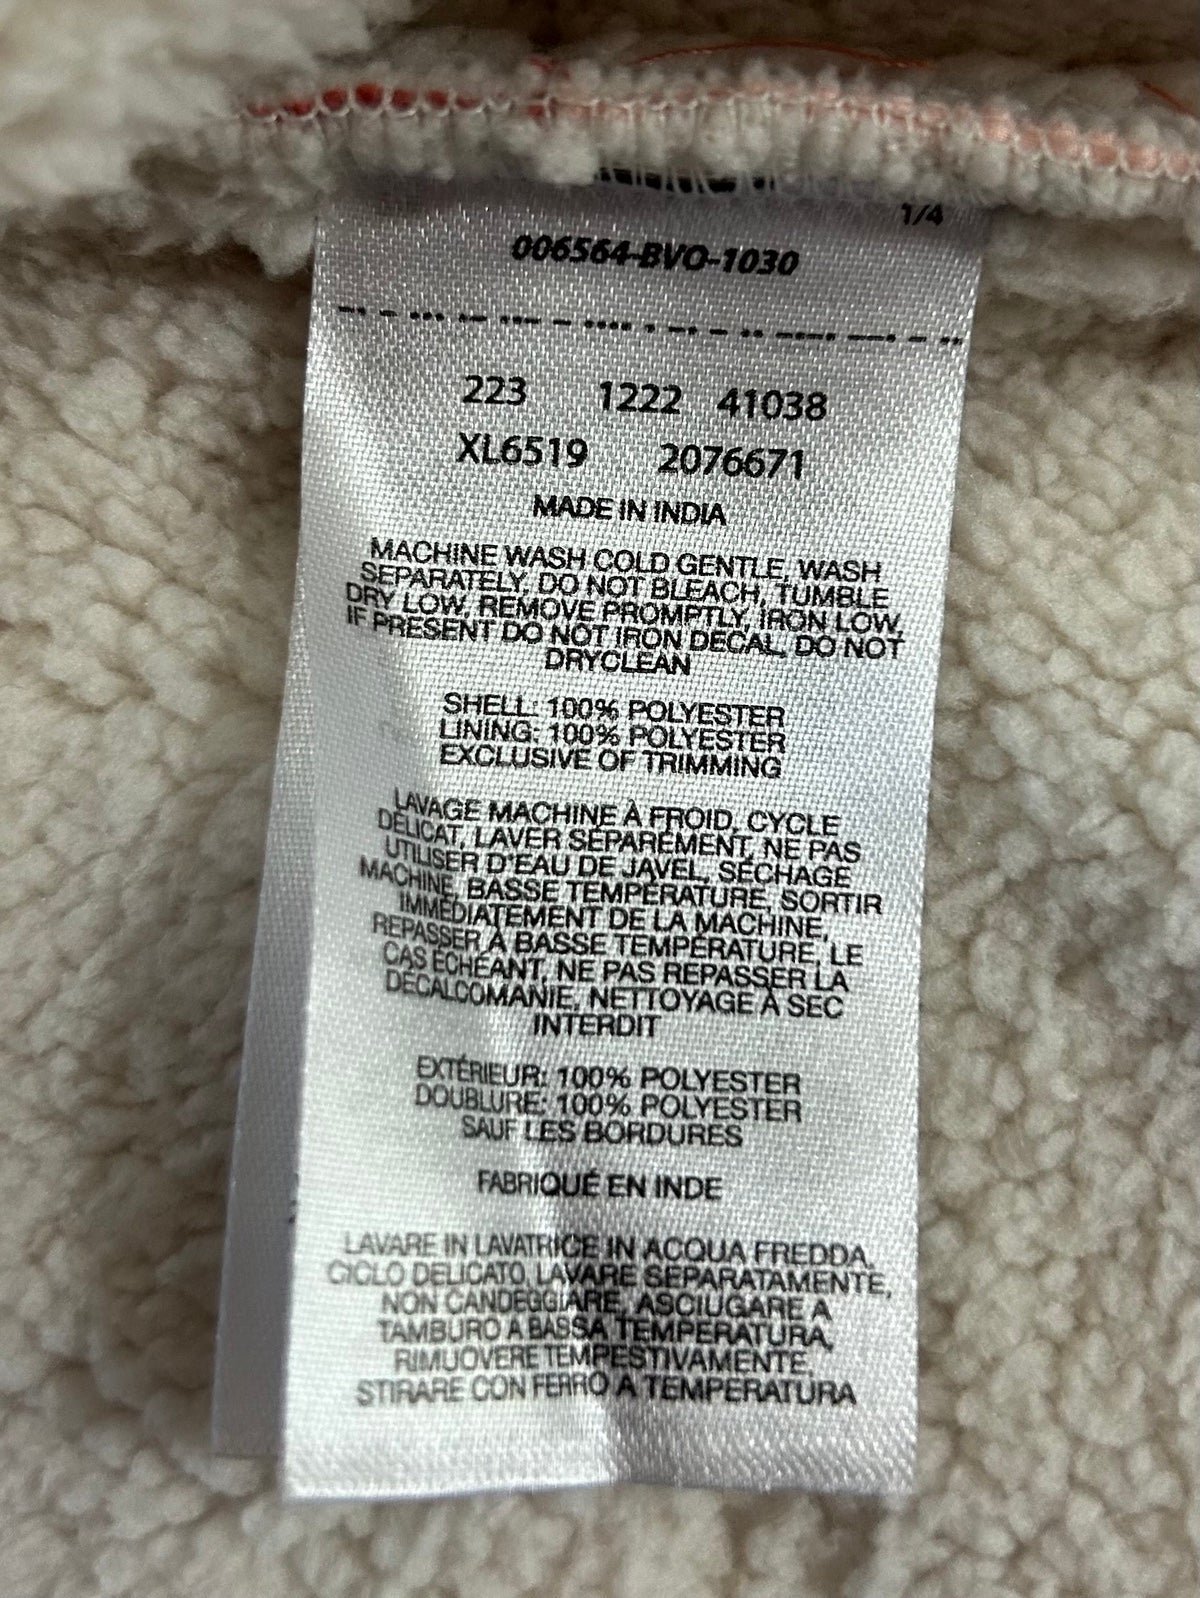 1/4
006564-BVO-1030
223 1222 41038
XL6519 2076671
MADE IN INDIA
MACHINE WASH COLD GENTLE, WASH
SEPARATELY, DO NOT BLEACH, TUMBLE
DRY LOW, REMOVE PROMPTLY, IRON LOW,
IF PRESENT DO NOT IRON DECAL, DO NOT
DRYCLEAN
SHELL: 100% POLYESTER
LINING: 100% POLYESTER
EXCLUSIVE OF TRIMMING
LAVAGE MACHINE À FROID, CYCLE
DÉLICAT, LAVER SÉPARÉMENT, NE PAS
UTILISER D'EAU DE JAVEL, SÉCHAGE
MACHINE, BASSE TEMPÉRATURE, SORTIR
IMMÉDIATEMENT DE LA MACHINE,
REPASSER À BASSE TEMPÉRATURE, LE
CAS ÉCHÉANT, NE PAS REPASSER LA
DÉCALCOMANIE, NETTOYAGE À SEC
INTERDIT
EXTÉRIEUR: 100% POLYESTER
DOUBLURE: 100% POLYESTER
SAUF LES BORDURES
FABRIQUÉ EN INDE
LAVARE IN LAVATRICE IN ACQUA FREDDA,
CICLO DELICATO, LAVARE SEPARATAMENTE,
NON CANDEGGIARE, ASCIUGARE A
TAMBURO A BASSA TEMPERATURA,
RIMUOVERE TEMPESTIVAMENTE,
STIRARE CON FERRO A TEMPERATURA